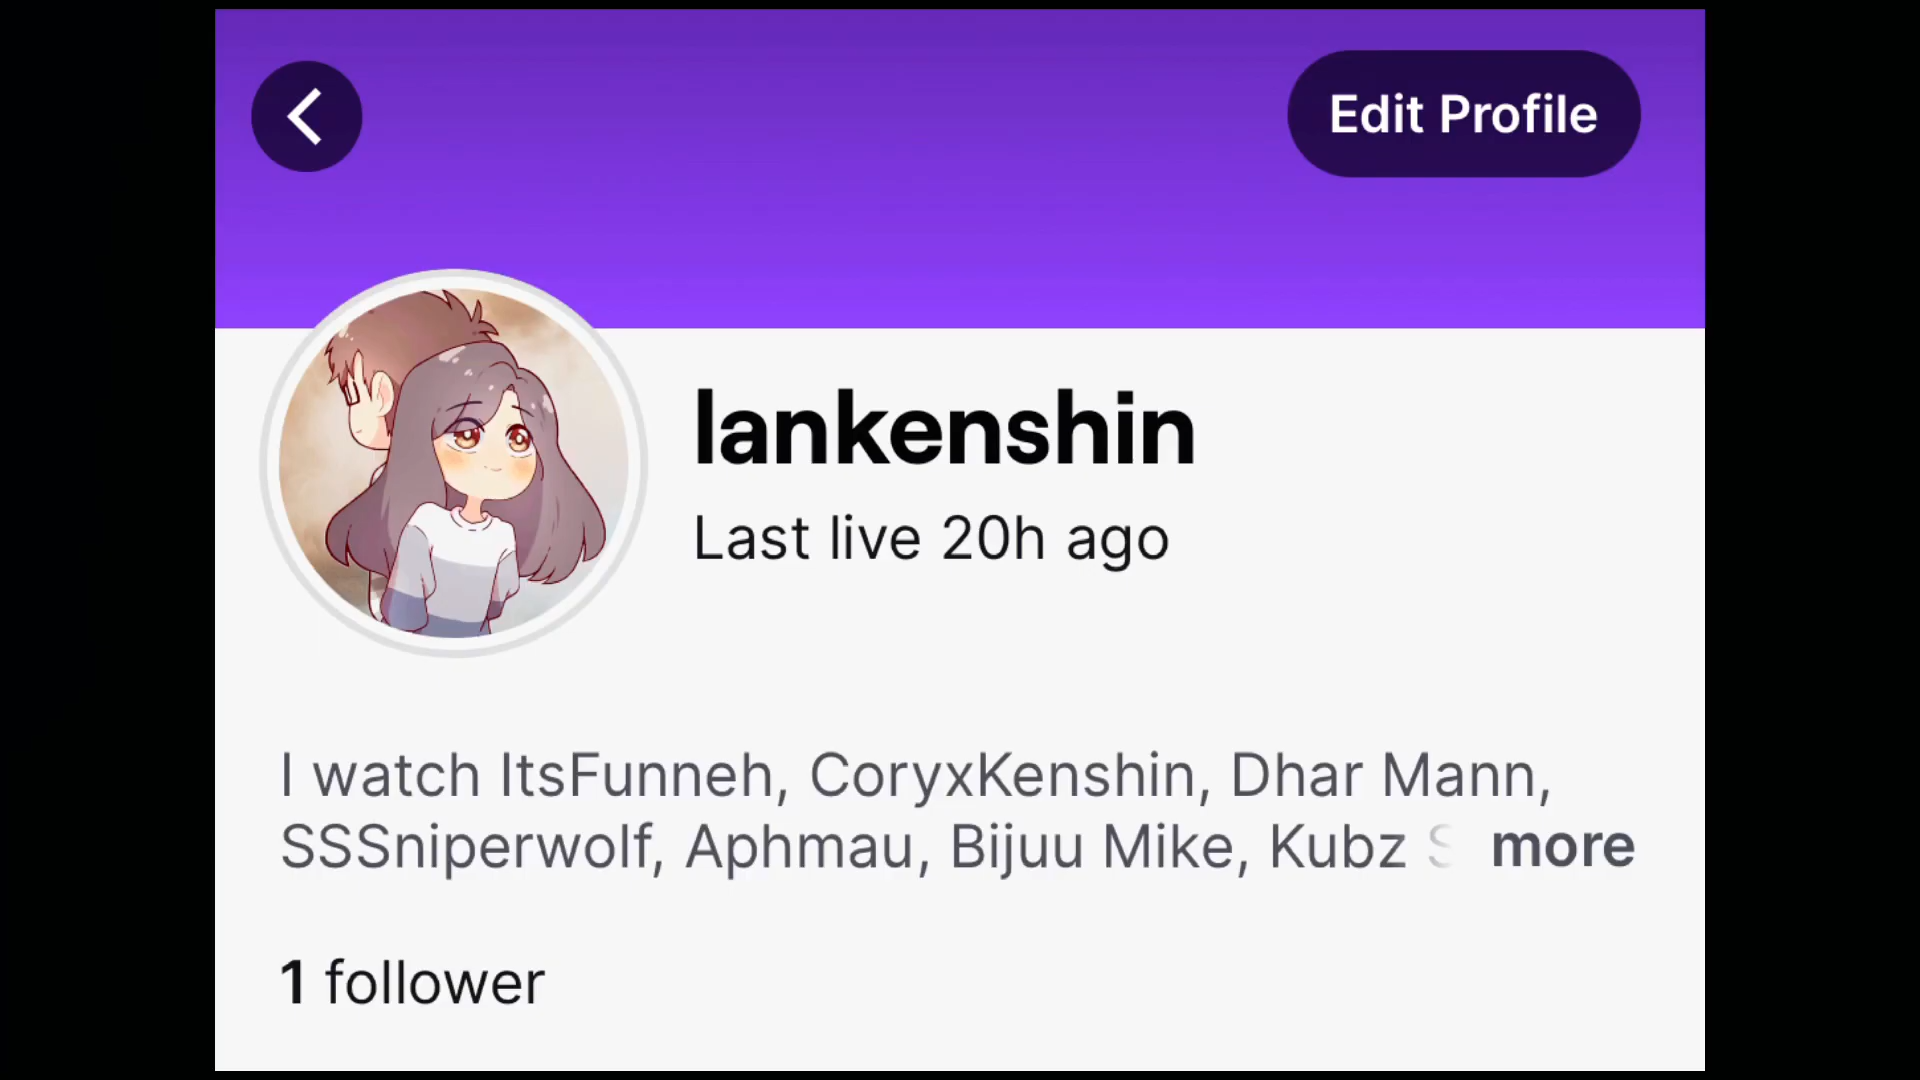 Edit Profile
lankenshin
Last live 20h ago
I watch ItsFunneh, CoryxKenshin, Dhar Mann,
SSSniperwolf, Aphmau, Bijuu Mike, Kubz S more
1 follower